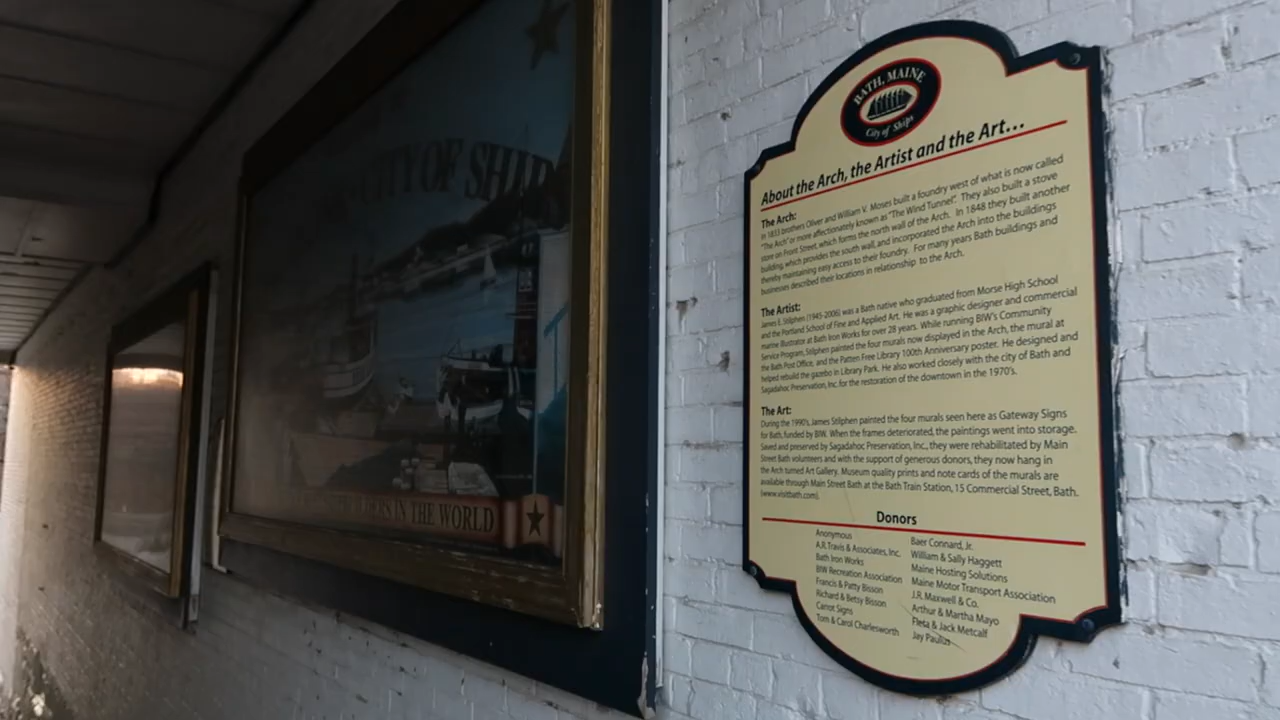 CITY OF SHIP
RS IN THE WORLD
BATH, MAINE
City of Ships
About the Arch, the Artist and the Art...
The Arch:
In 1833 brothers Oliver and William V. Moses built a foundry west of what is now called
"The Arch" or more affectionately known as "The Wind Tunnel". They also built a stove
store on Front Street, which forms the north wall of the Arch. In 1848 they built another
building, which provides the south wall, and incorporated the Arch into the buildings
thereby maintaining easy access to their foundry. For many years Bath buildings and
businesses described their locations in relationship to the Arch.
The Artist:
James E. Stilphen (1945-2006) was a Bath native who graduated from Morse High School
and the Portland School of Fine and Applied Art. He was a graphic designer and commercial
marine illustrator at Bath Iron Works for over 28 years. While running BIW's Community
Service Program, Stilphen painted the four murals now displayed in the Arch, the mural at
the Bath Post Office, and the Patten Free Library 100th Anniversary poster. He designed and
helped rebuild the gazebo in Library Park. He also worked closely with the city of Bath and
Sagadahoc Preservation, Inc. for the restoration of the downtown in the 1970's.
The Art:
During the 1990's, James Stilphen painted the four murals seen here as Gateway Signs
for Bath, funded by BIW. When the frames deteriorated, the paintings went into storage.
Saved and preserved by Sagadahoc Preservation, Inc., they were rehabilitated by Main
Street Bath volunteers and with the support of generous donors, they now hang in
the Arch turned Art Gallery. Museum quality prints and note cards of the murals are
available through Main Street Bath at the Bath Train Station, 15 Commercial Street, Bath.
(www.visitbath.com).
Donors
Anonymous
A.R. Travis & Associates, Inc.
Bath Iron Works
BIW Recreation Association
Francis & Patty Bisson
Richard & Betsy Bisson
Carrot Signs
Tom & Carol Charlesworth
Baer Connard, Jr.
William & Sally Haggett
Maine Hosting Solutions
Maine Motor Transport Association
J.R. Maxwell & Co.
Arthur & Martha Mayo
Fleta & Jack Metcalf
Jay Paulus